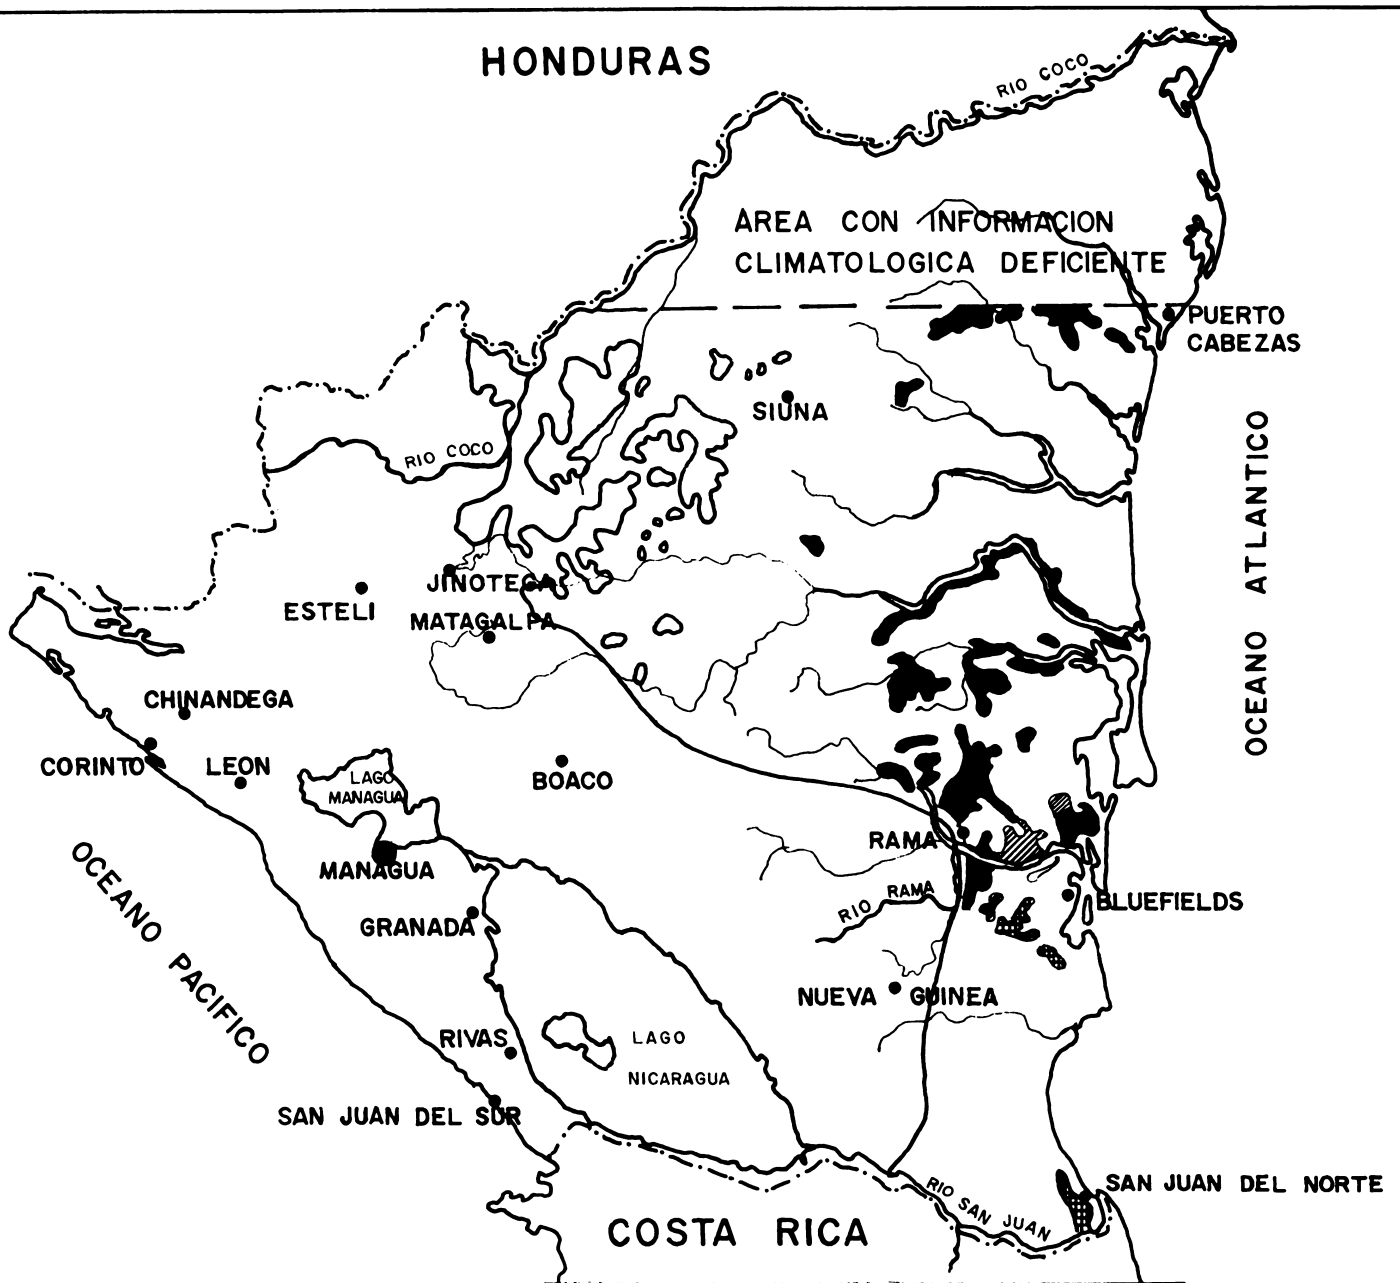 HONDURAS
RIO COCO
AREA CON INFORMACION
CLIMATOLOGICA DEFICIENTE
PUERTO
CABEZAS
SIUNA
RIO COCO
OCEANO ATLANTICO
JINOTEGA
ESTELI
MATAGALPA
CHINANDEGA
CORINTO
LEON
LAGO
MANAGUA
BOACO
RAMA
MANAGUA
OCEANO PACIFICO
RIO RAMA
BLUEFIELDS
GRANADA
NUEVA GUINEA
RIVAS
LAGO
NICARAGUA
SAN JUAN DEL SUR
SAN JUAN DEL NORTE
RIO SAN JUAN
COSTA RICA